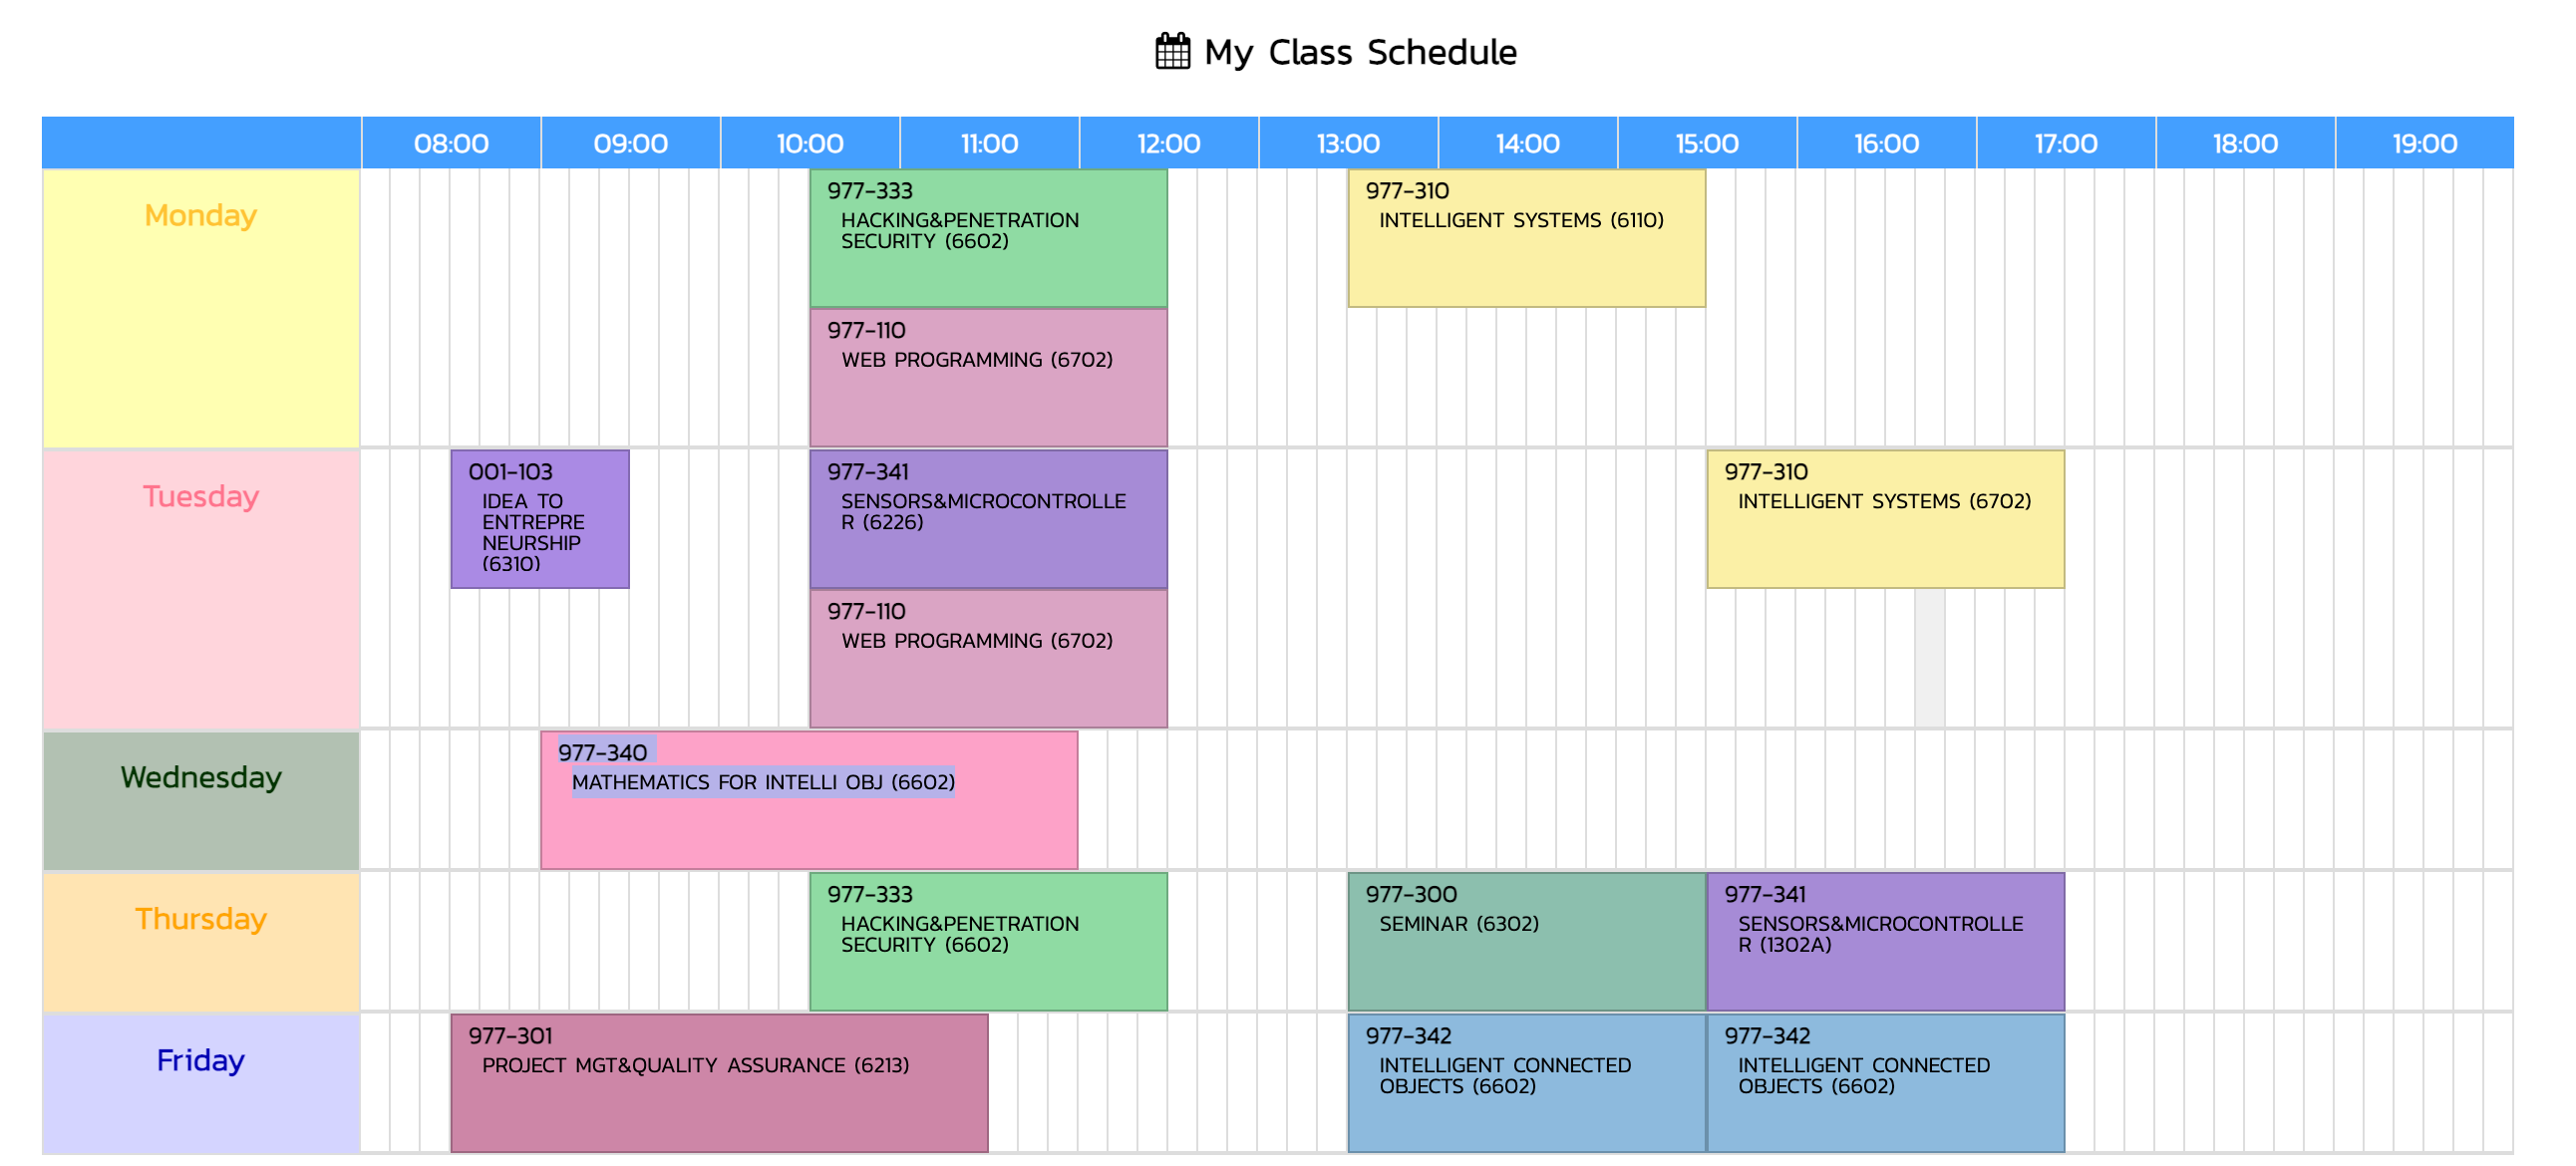 My Class Schedule
08:00 09:00 10:00 11:00 12:00 13:00 14:00 15:00 16:00 17:00 18:00 19:00
Monday
977-333
HACKING&PENETRATION
SECURITY (6602)
977-310
INTELLIGENT SYSTEMS (6110)
977-110
WEB PROGRAMMING (6702)
Tuesday
001-103
IDEA TO
ENTREPRE
NEURSHIP
(6310)
977-341
SENSORS&MICROCONTROLLE
R (6226)
977-310
INTELLIGENT SYSTEMS (6702)
977-110
WEB PROGRAMMING (6702)
Wednesday
977-340
MATHEMATICS FOR INTELLI OBJ (6602)
Thursday
977-333
HACKING&PENETRATION
SECURITY (6602)
977-300
SEMINAR (6302)
977-341
SENSORS&MICROCONTROLLE
R (1302A)
Friday
977-301
PROJECT MGT&QUALITY ASSURANCE (6213)
977-342
INTELLIGENT CONNECTED
OBJECTS (6602)
977-342
INTELLIGENT CONNECTED
OBJECTS (6602)